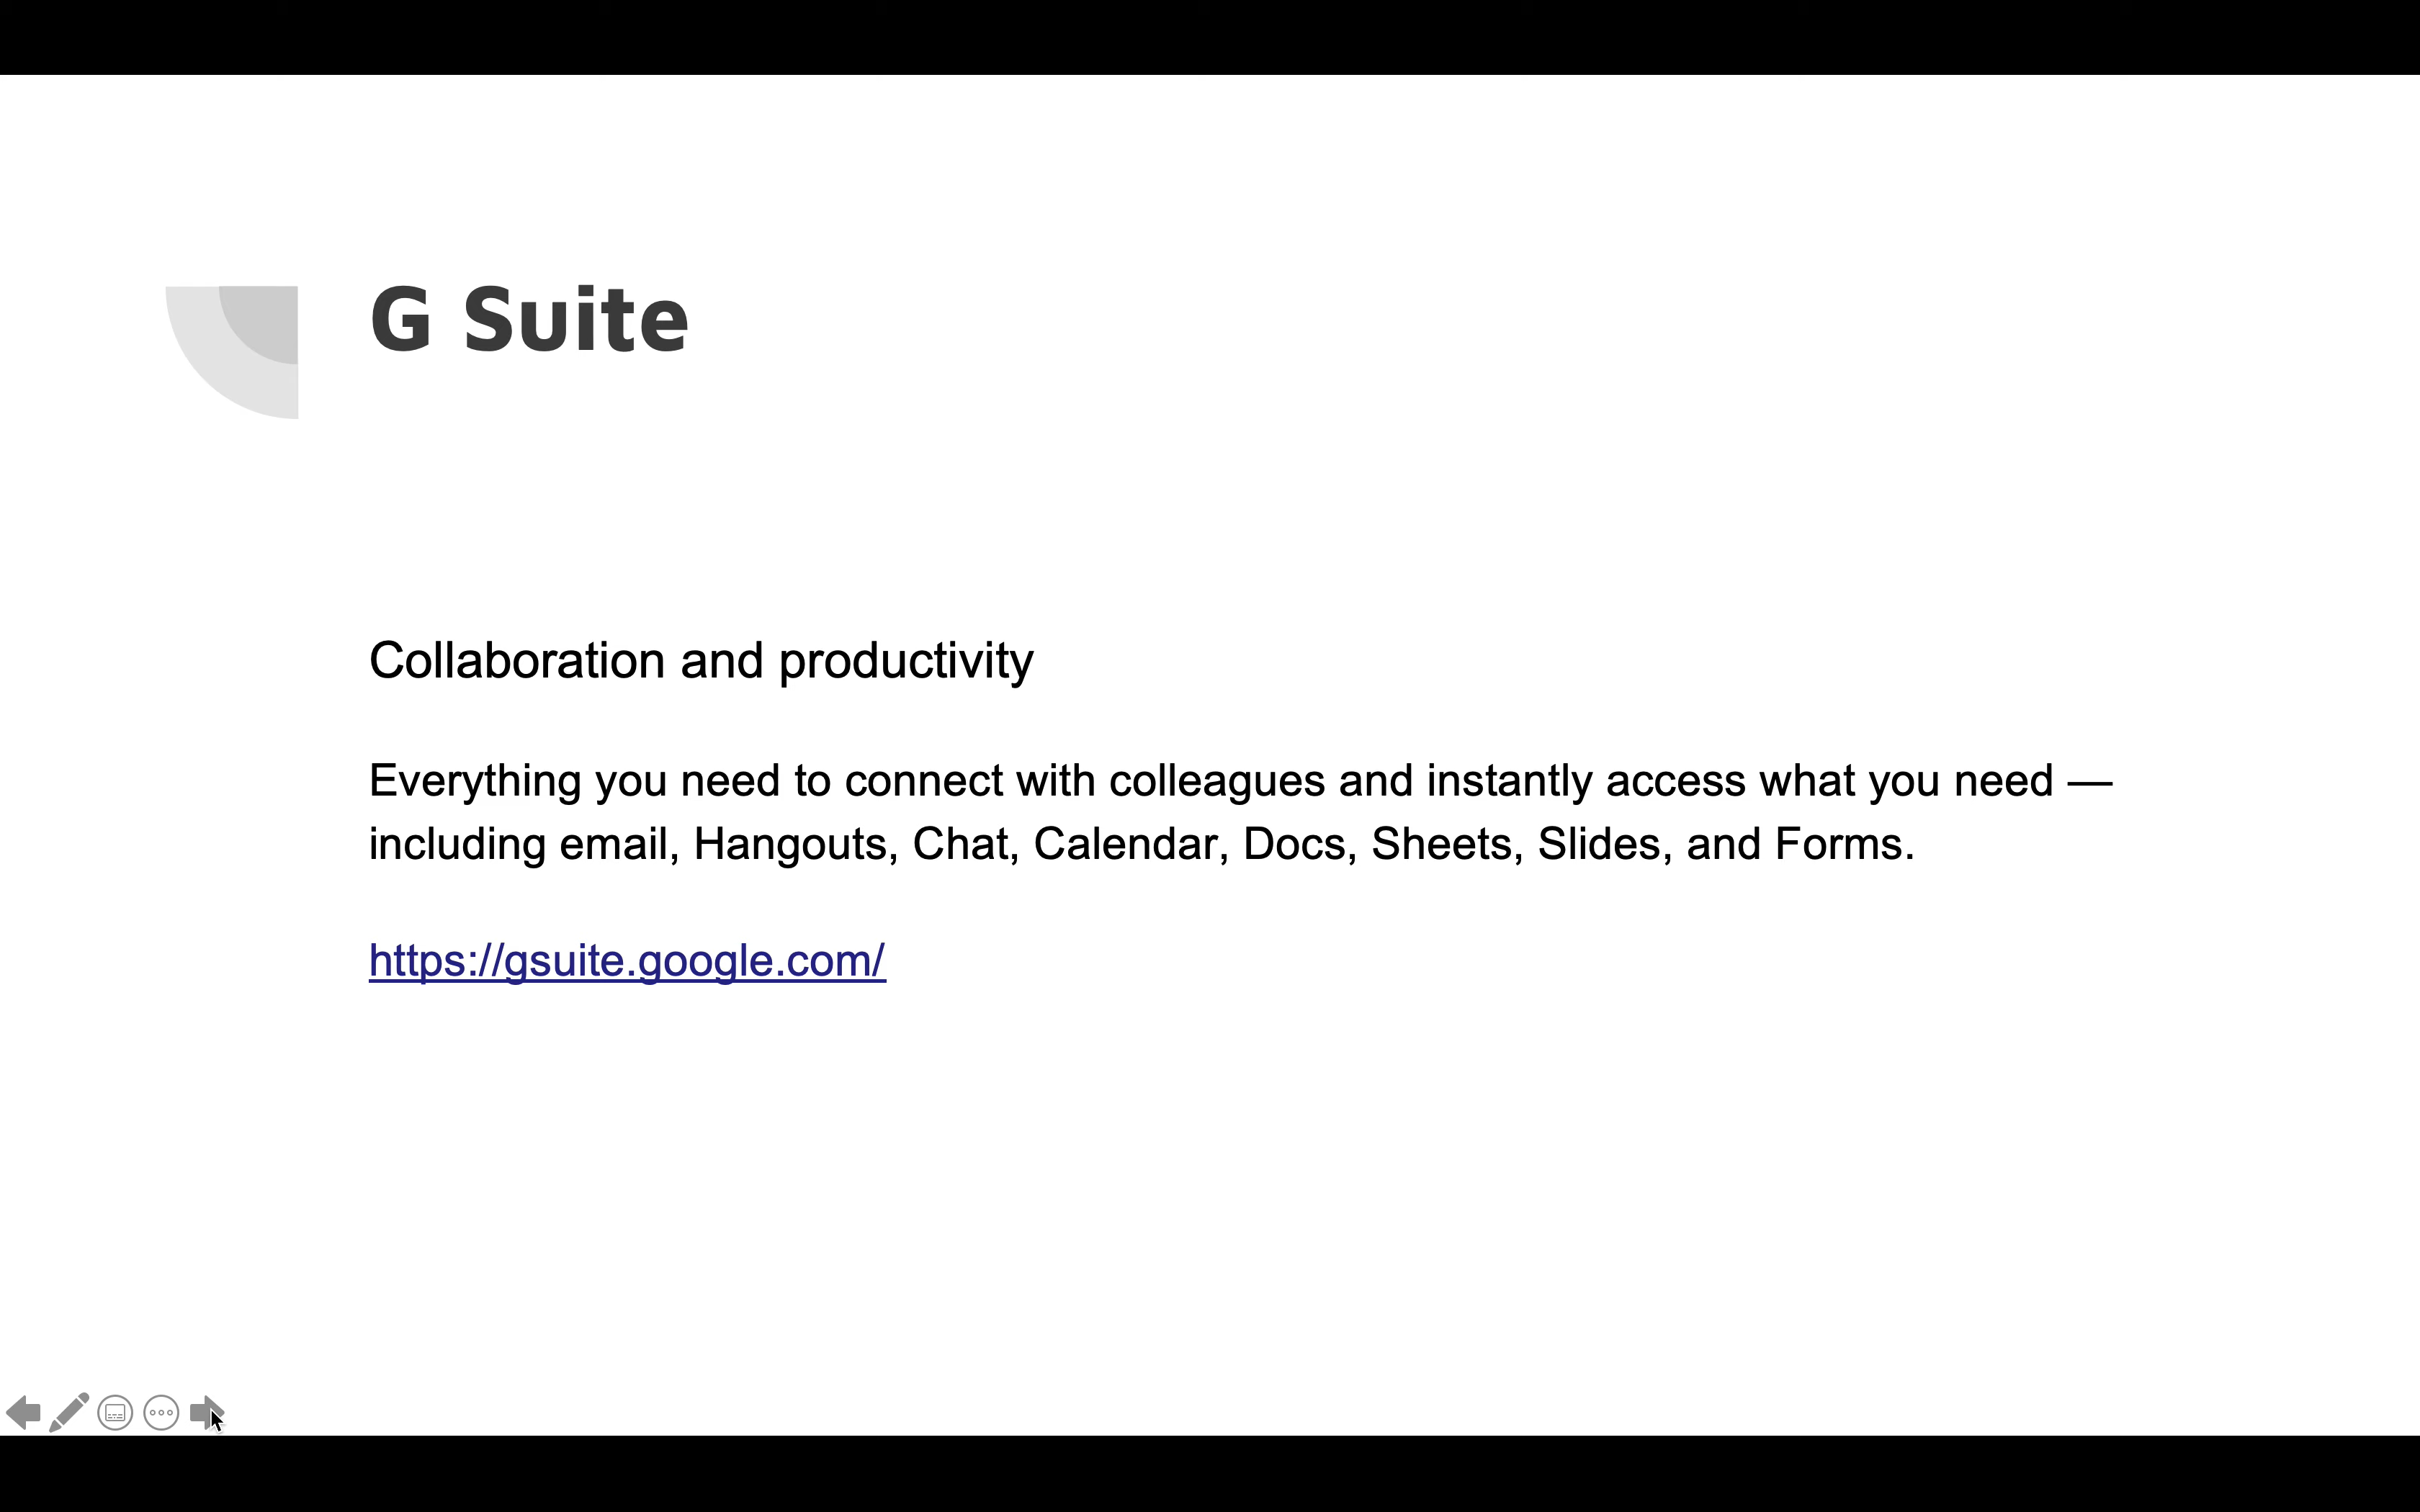 G Suite
Collaboration and productivity
Everything you need to connect with colleagues and instantly access what you need —
including email, Hangouts, Chat, Calendar, Docs, Sheets, Slides, and Forms.
https://gsuite.google.com/